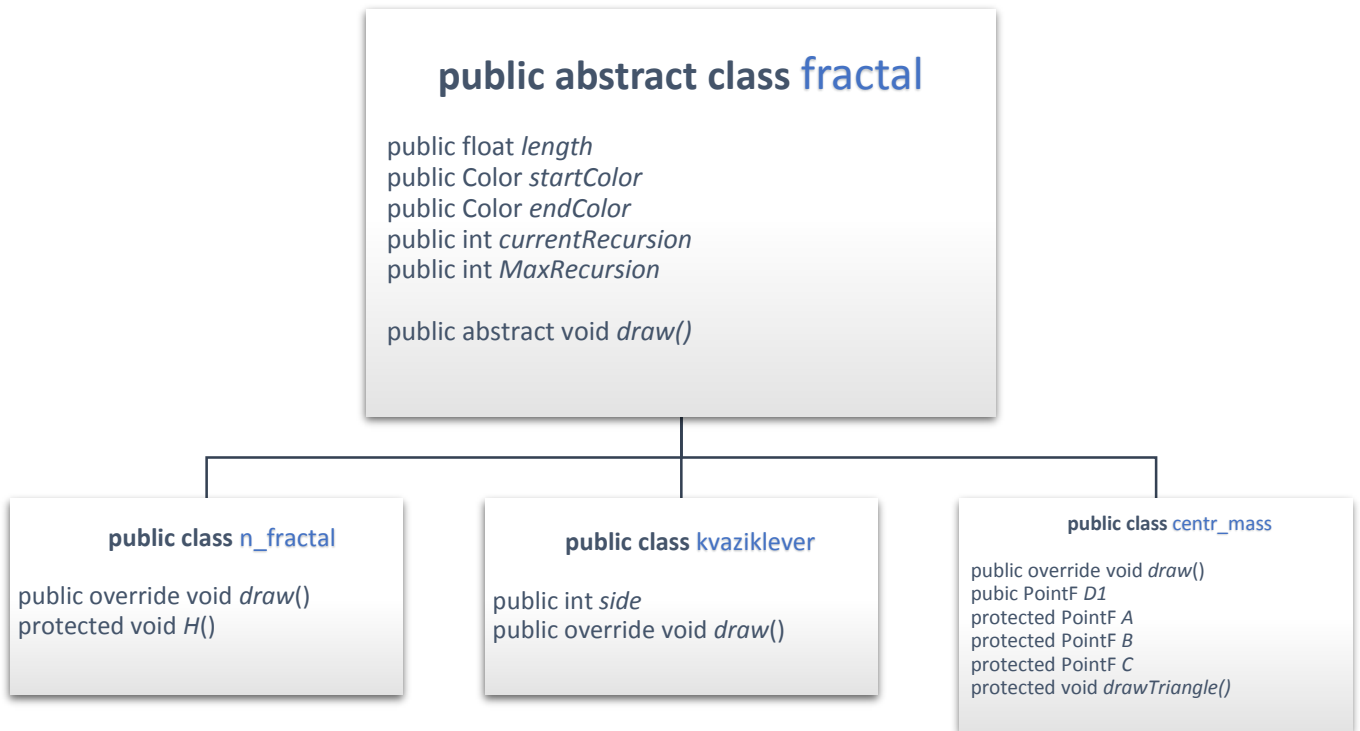 public abstract class fractal
public float length
public Color startColor
public Color endColor
public int currentRecursion
public int MaxRecursion
public abstract void draw()
public class n_fractal
public override void draw()
protected void H()
public class kvaziklever
public int side
public override void draw()
public class centr_mass
public override void draw()
pubic PointF D1
protected PointF A
protected PointF B
protected PointF C
protected void drawTriangle()